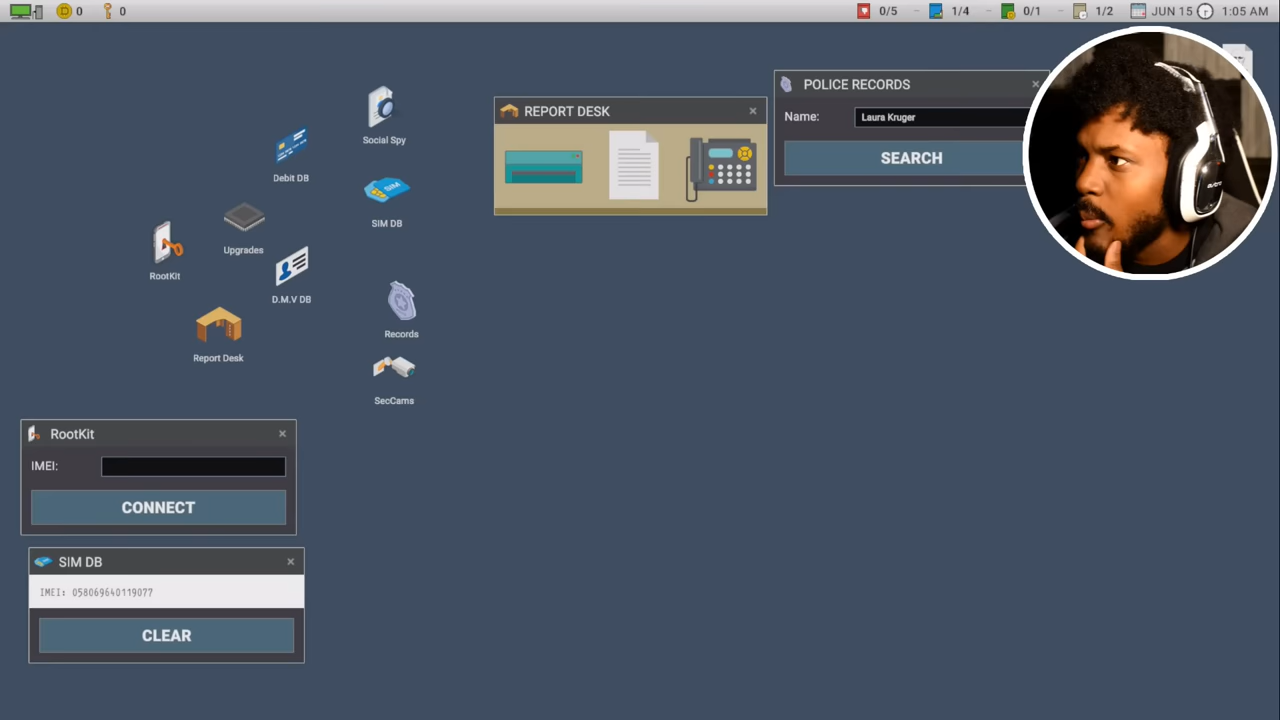 0
0
0/5
1/4
0/1
1/2
JUN 15
1:05 AM
Social Spy
Debit DB
SIM DB
Upgrades
RootKit
D.M.V DB
Report Desk
Records
SecCams
REPORT DESK
POLICE RECORDS
Name:
Laura Kruger
SEARCH
RootKit
IMEI:
CONNECT
SIM DB
IMEI: 058069640119077
CLEAR